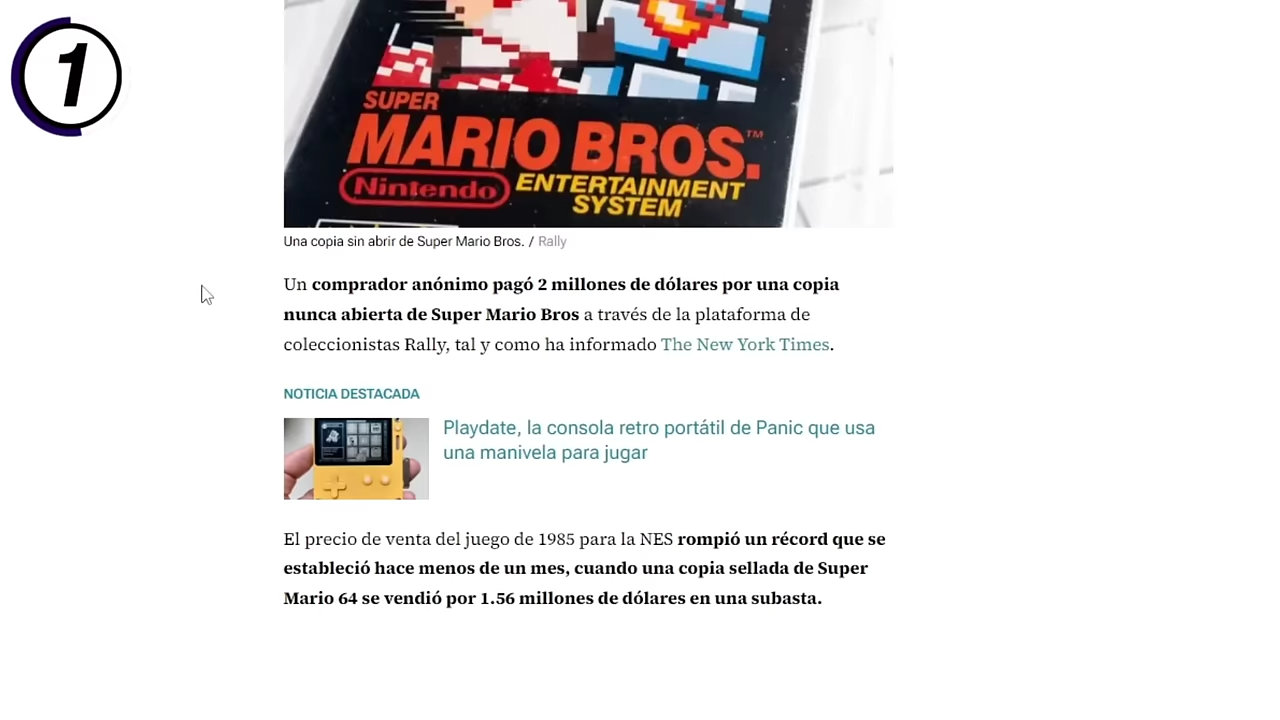 1
SUPER
MARIO BROS.™
Nintendo ENTERTAINMENT
SYSTEM
Una copia sin abrir de Super Mario Bros. / Rally
Un comprador anónimo pagó 2 millones de dólares por una copia
nunca abierta de Super Mario Bros a través de la plataforma de
coleccionistas Rally, tal y como ha informado The New York Times.
NOTICIA DESTACADA
Playdate, la consola retro portátil de Panic que usa
una manivela para jugar
El precio de venta del juego de 1985 para la NES rompió un récord que se
estableció hace menos de un mes, cuando una copia sellada de Super
Mario 64 se vendió por 1.56 millones de dólares en una subasta.